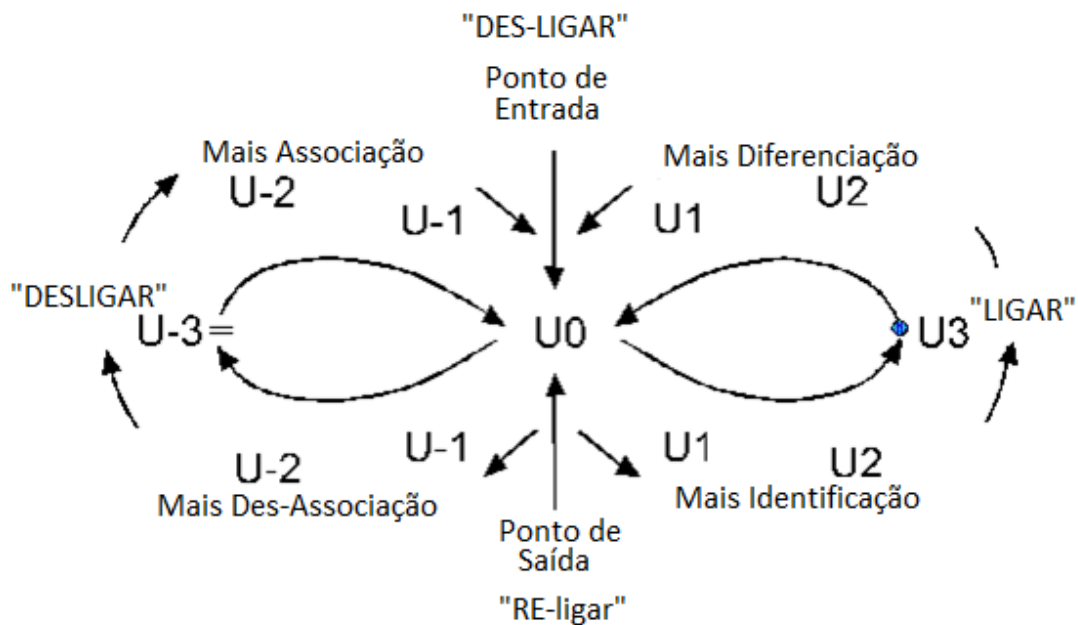 "DES-LIGAR"
Ponto de
Entrada
Mais Associação
Mais Diferenciação
U-2
U2
U-1
U1
"DESLIGAR"
"LIGAR"
U-3=
U0
U3
U-1
U1
U-2
U2
Mais Des-Associação
Mais Identificação
Ponto de
Saída
"RE-ligar"